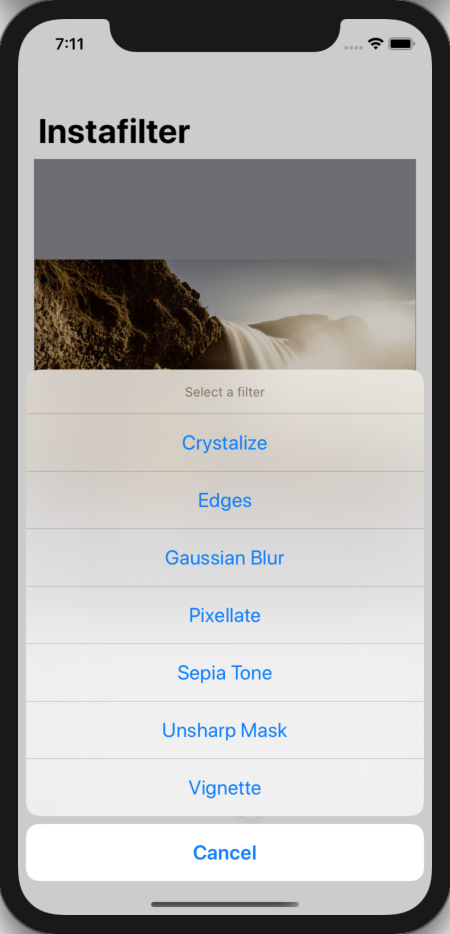 7:11
Instafilter
Select a filter
Crystalize
Edges
Gaussian Blur
Pixellate
Sepia Tone
Unsharp Mask
Vignette
Cancel